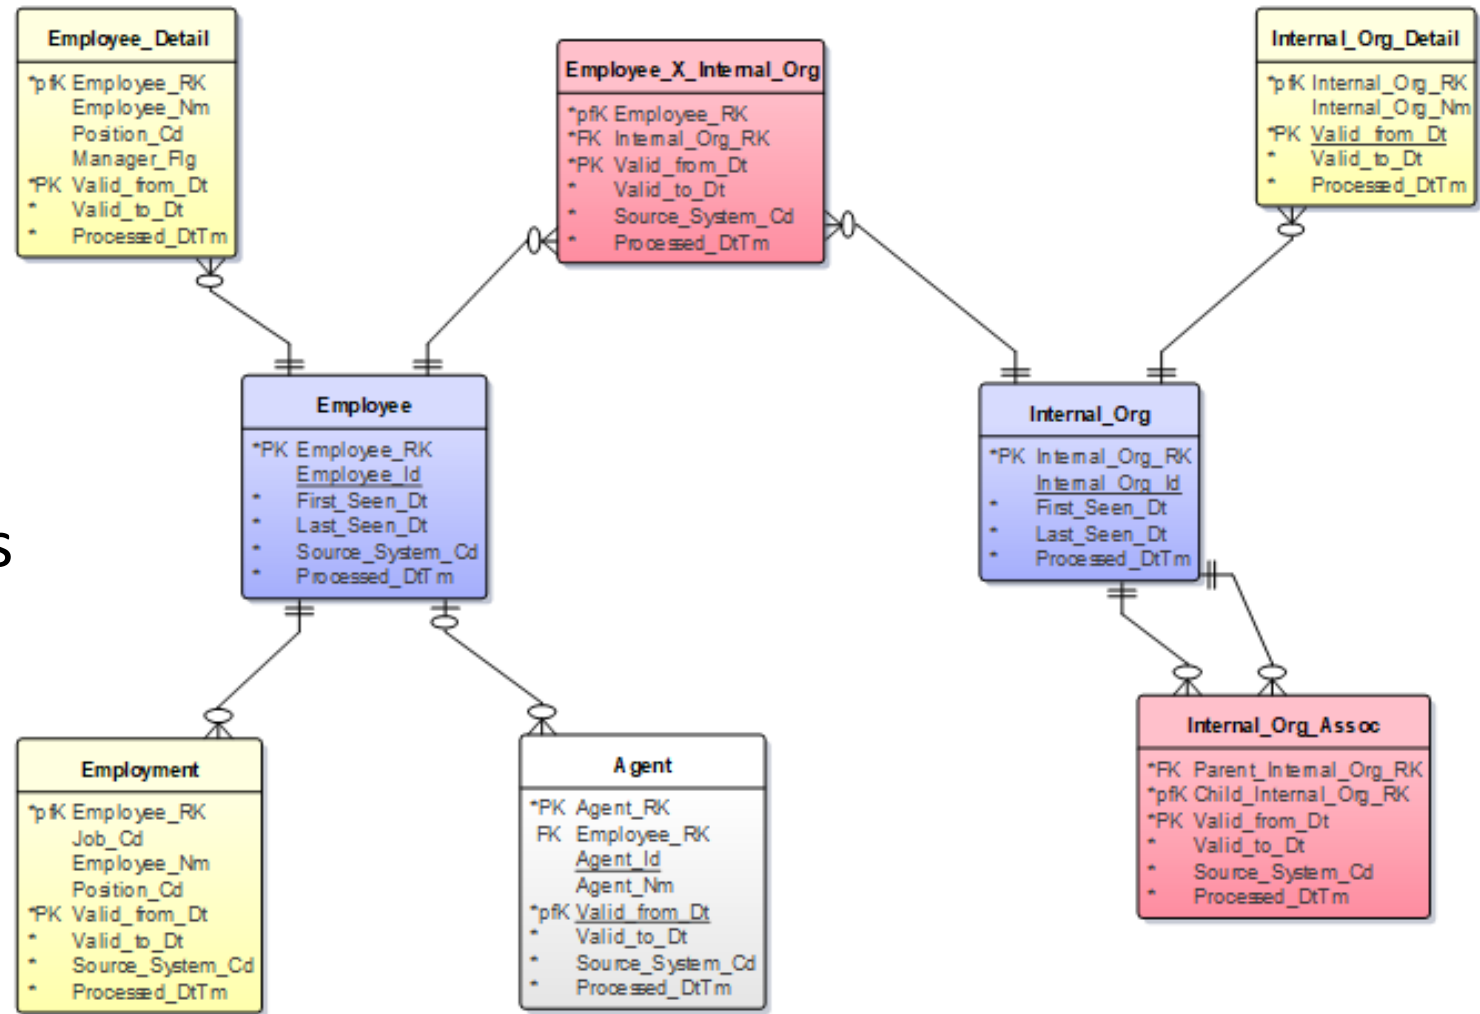 Employee_Detail
*pfK Employee_RK
Employee_Nm
Position_Cd
Manager_Flg
*PK Valid_from_Dt
* Valid_to_Dt
* Processed_DtTm
Employee_X_Internal_Org
*pfK Employee_RK
*FK Internal_Org_RK
*PK Valid_from_Dt
* Valid_to_Dt
* Source_System_Cd
* Processed_DtTm
Internal_Org_Detail
*pfK Internal_Org_RK
Internal_Org_Nm
*PK Valid_from_Dt
* Valid_to_Dt
* Processed_DtTm
Employee
*PK Employee_RK
Employee_Id
* First_Seen_Dt
* Last_Seen_Dt
* Source_System_Cd
* Processed_DtTm
Internal_Org
*PK Internal_Org_RK
Internal_Org_Id
* First_Seen_Dt
* Last_Seen_Dt
* Processed_DtTm
s
Employment
*pfK Employee_RK
Job_Cd
Employee_Nm
Position_Cd
*PK Valid_from_Dt
* Valid_to_Dt
* Source_System_Cd
* Processed_DtTm
Agent
*PK Agent_RK
FK Employee_RK
Agent_Id
Agent_Nm
*pfK Valid_from_Dt
* Valid_to_Dt
* Source_System_Cd
* Processed_DtTm
Internal_Org_Assoc
*FK Parent_Internal_Org_RK
*pfK Child_Internal_Org_RK
*PK Valid_from_Dt
* Valid_to_Dt
* Source_System_Cd
* Processed_DtTm